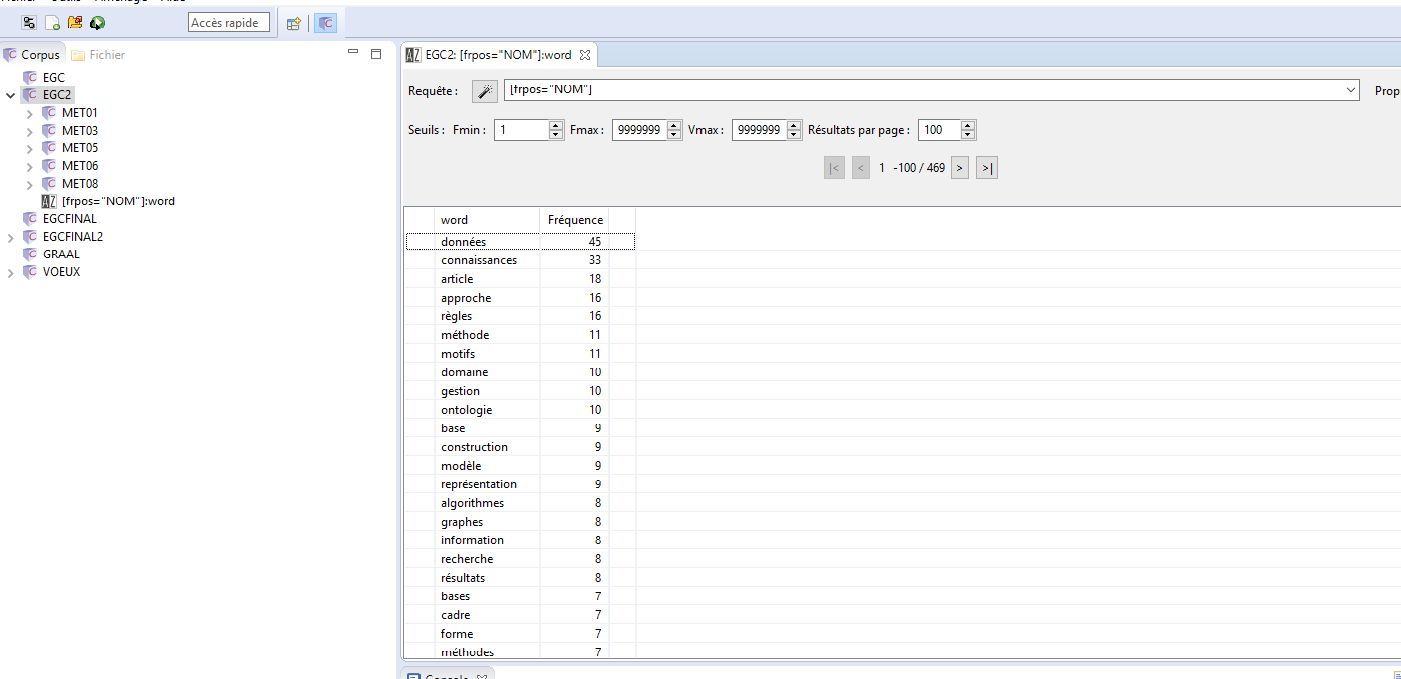 Accès rapide
Corpus Fichier
EGC
EGC2
MET01
MET03
MET05
MET06
MET08
[frpos="NOM"]:word
EGCFINAL
EGCFINAL2
GRAAL
VOEUX
EGC2: [frpos="NOM"]:word
Requête : [frpos="NOM"] Prop
Seuils : Fmin : 1 Fmax : 9999999 Vmax : 9999999 Résultats par page : 100
|< < 1 -100 / 469 > >|
word Fréquence
données 45
connaissances 33
article 18
approche 16
règles 16
méthode 11
motifs 11
domaine 10
gestion 10
ontologie 10
base 9
construction 9
modèle 9
représentation 9
algorithmes 8
graphes 8
information 8
recherche 8
résultats 8
bases 7
cadre 7
forme 7
méthodes 7
Console